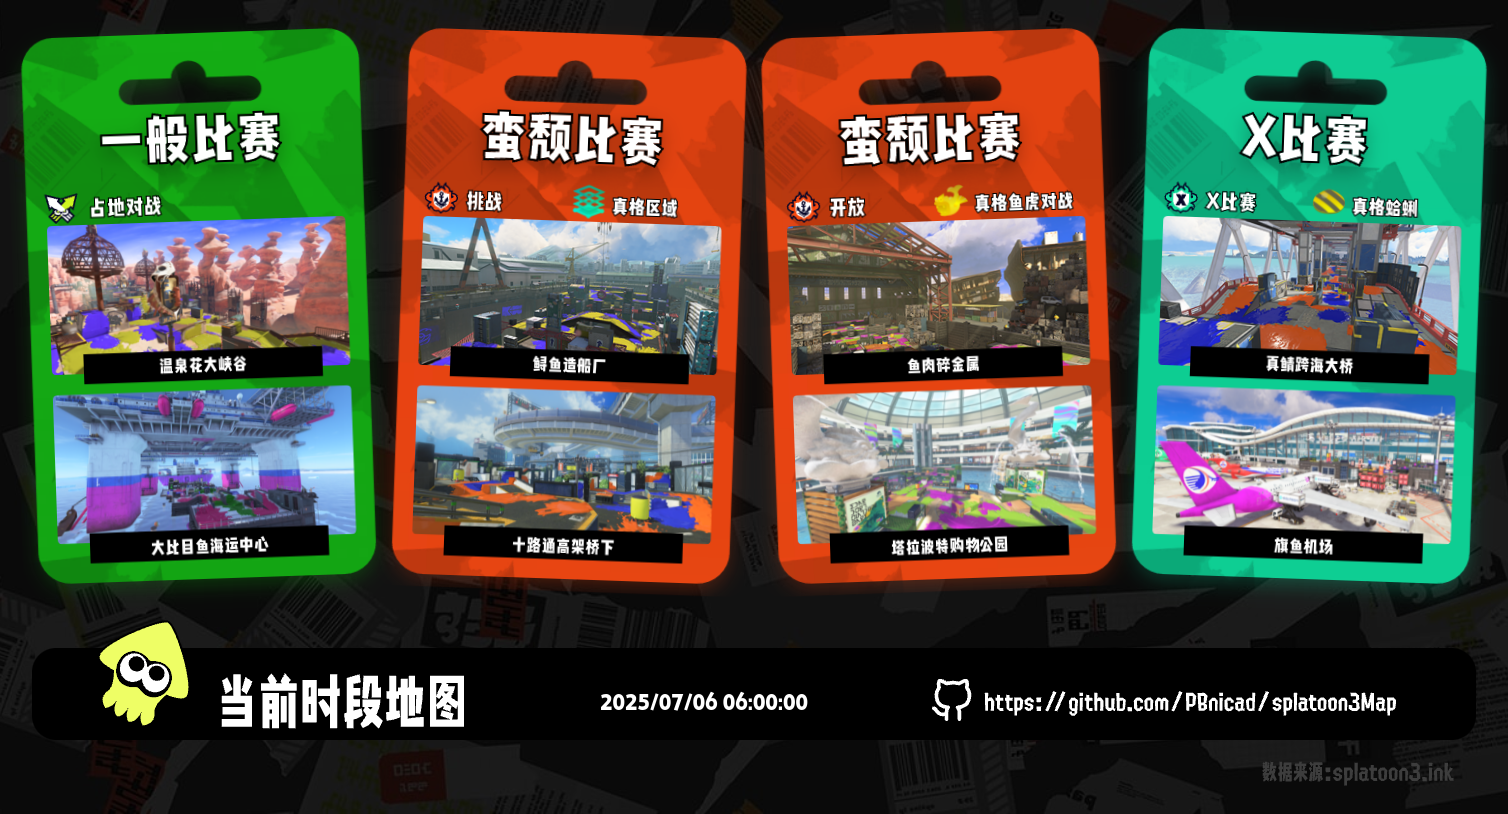 一般比赛
占地对战
温泉花大峡谷
大比目鱼海运中心
蛮颓比赛
挑战
真格区域
鲟鱼造船厂
十路通高架桥下
蛮颓比赛
开放
真格鱼虎对战
鱼肉碎金属
塔拉波特购物公园
X比赛
X比赛
真格蛤蜊
真鲭跨海大桥
旗鱼机场
当前时段地图
2025/07/06 06:00:00
https://github.com/PBnicad/splatoon3Map
数据来源:splatoon3.ink